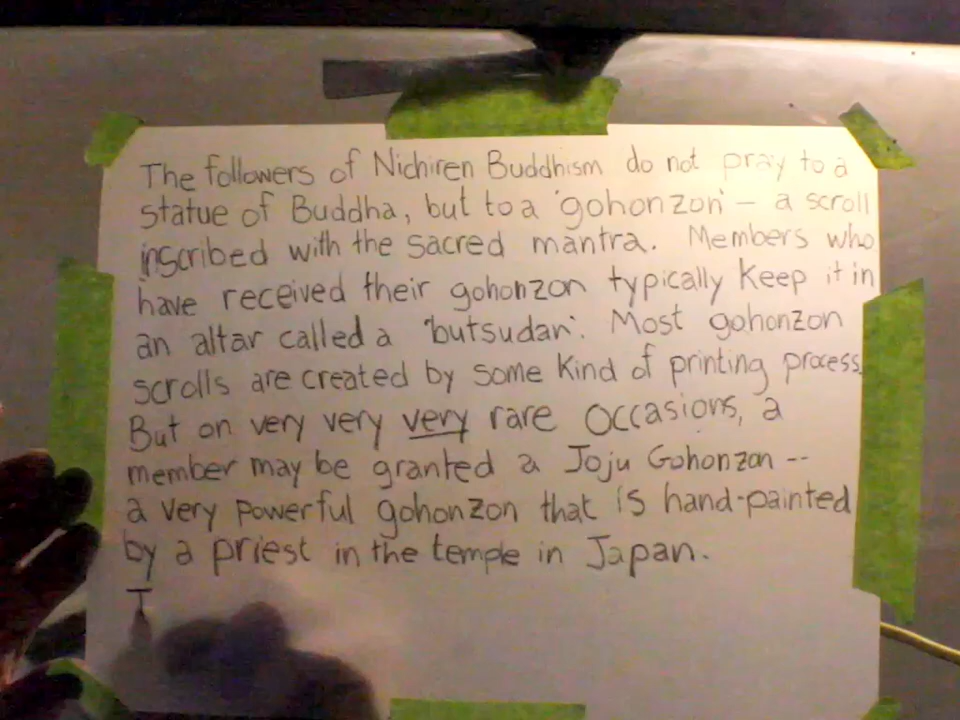 The followers of Nichiren Buddhism do not pray to a
statue of Buddha, but to a 'gohonzon' – a scroll
inscribed with the sacred mantra. Members who
have received their gohonzon typically keep it in
an altar called a 'butsudan'. Most gohonzon
scrolls are created by some kind of printing process.
But on very very very rare occasions, a
member may be granted a Joju Gohonzon --
a very powerful gohonzon that is hand-painted
by a priest in the temple in Japan.
I